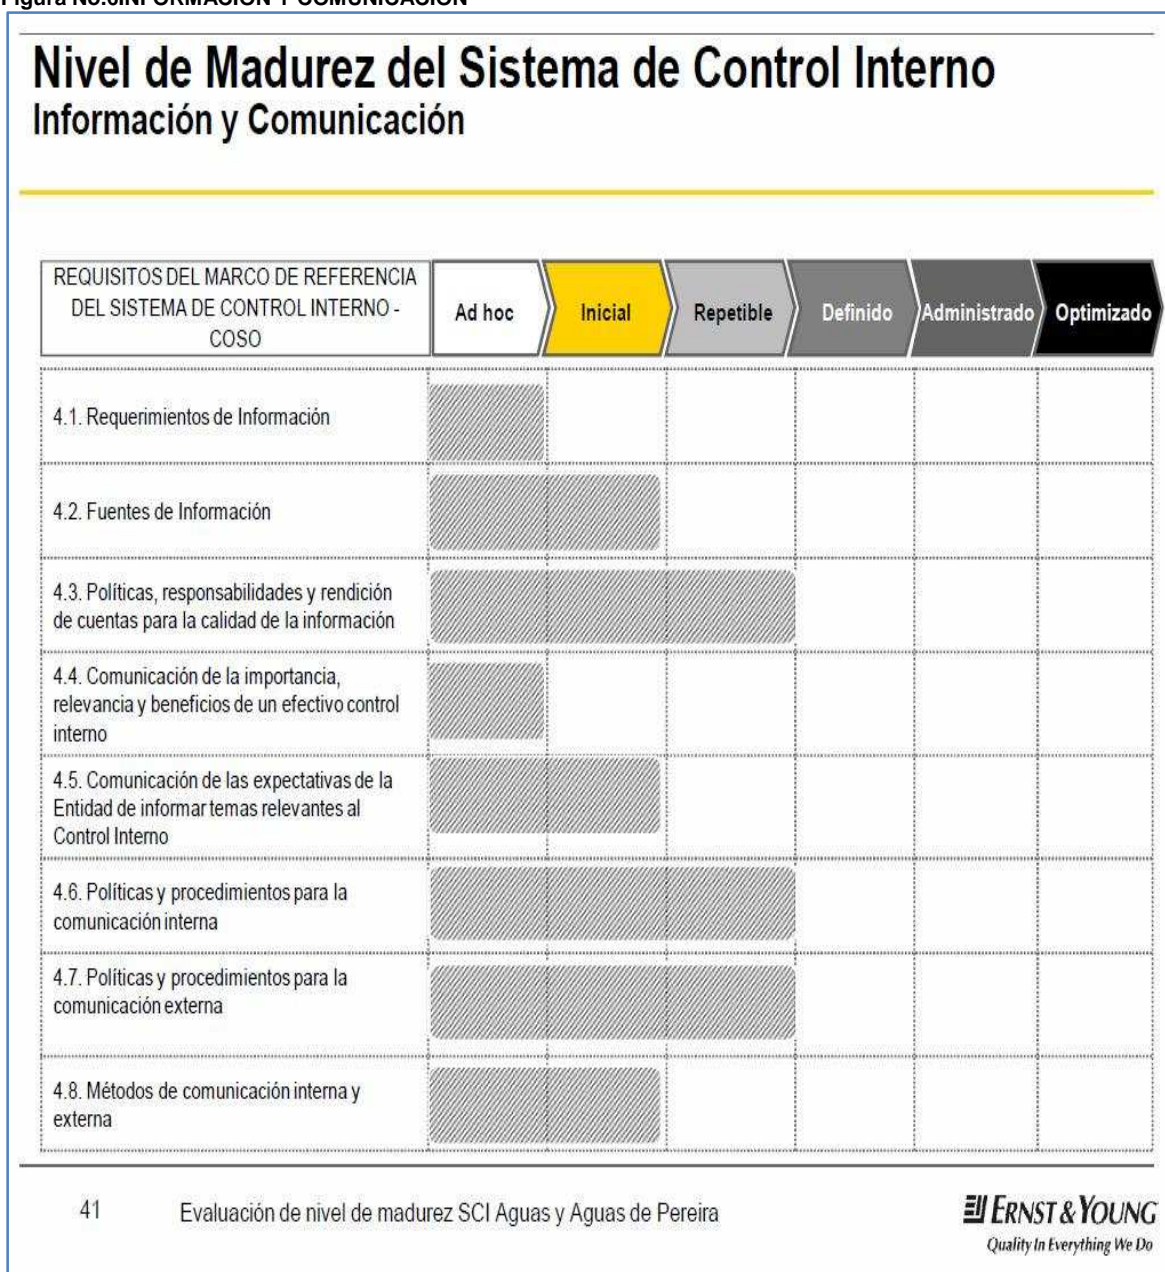 Figura No.6INFORMACION Y COMUNICACIÓN
Nivel de Madurez del Sistema de Control Interno
Información y Comunicación
REQUISITOS DEL MARCO DE REFERENCIA
DEL SISTEMA DE CONTROL INTERNO -
COSO
Ad hoc
Inicial
Repetible
Definido
Administrado
Optimizado
4.1. Requerimientos de Información
4.2. Fuentes de Información
4.3. Políticas, responsabilidades y rendición
de cuentas para la calidad de la información
4.4. Comunicación de la importancia,
relevancia y beneficios de un efectivo control
interno
4.5. Comunicación de las expectativas de la
Entidad de informar temas relevantes al
Control Interno
4.6. Políticas y procedimientos para la
comunicación interna
4.7. Políticas y procedimientos para la
comunicación externa
4.8. Métodos de comunicación interna y
externa
41
Evaluación de nivel de madurez SCI Aguas y Aguas de Pereira
EY ERNST & YOUNG
Quality In Everything We Do